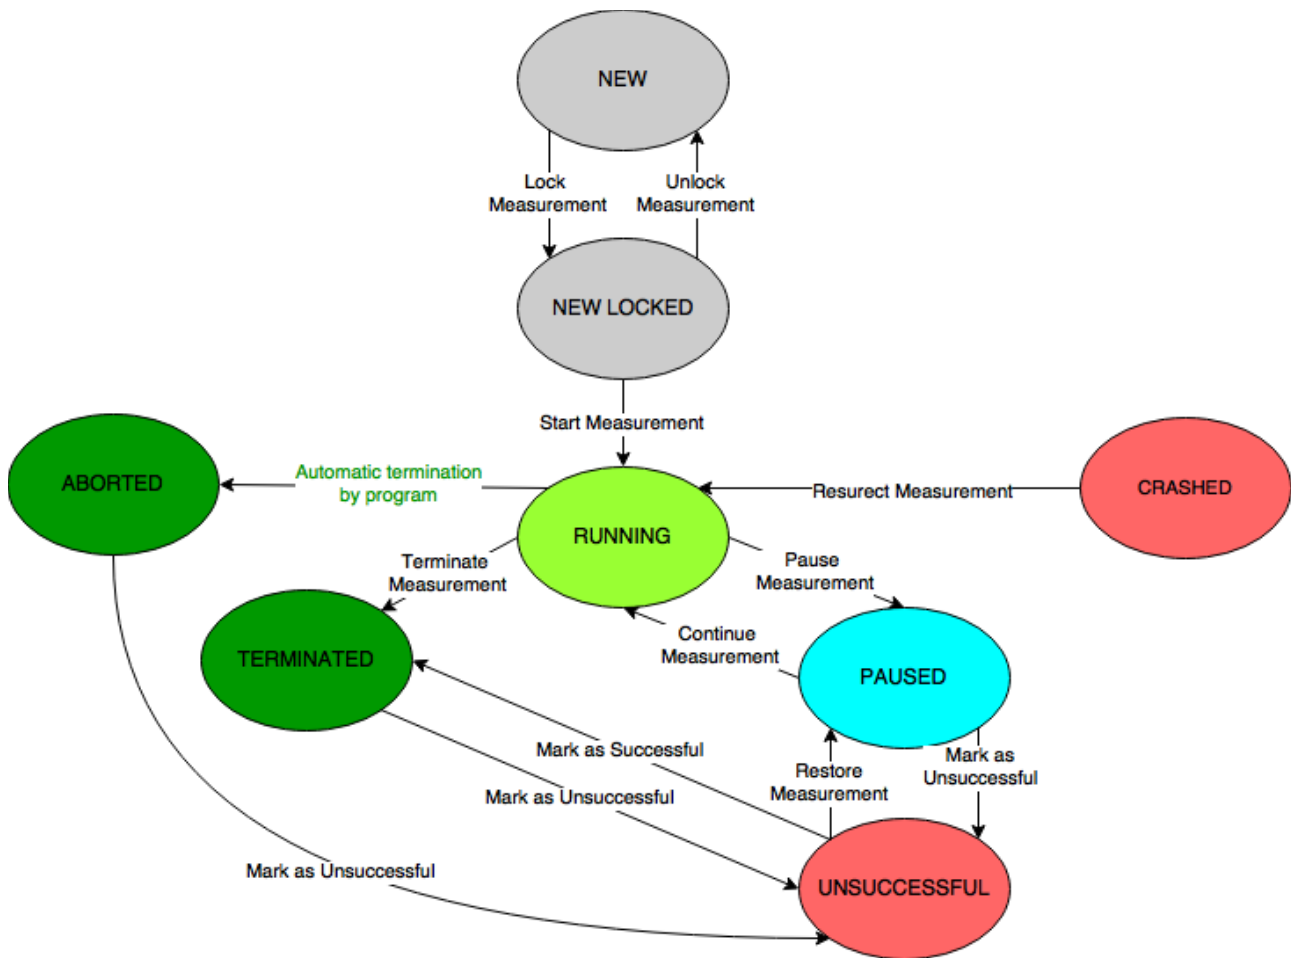 NEW
Lock
Measurement
Unlock
Measurement
NEW LOCKED
Start Measurement
ABORTED
Automatic termination
by program
RUNNING
Resurect Measurement
CRASHED
Terminate
Measurement
Pause
Measurement
Continue
Measurement
TERMINATED
PAUSED
Mark as Successful
Mark as Unsuccessful
Restore
Measurement
Mark as
Unsuccessful
Mark as Unsuccessful
UNSUCCESSFUL